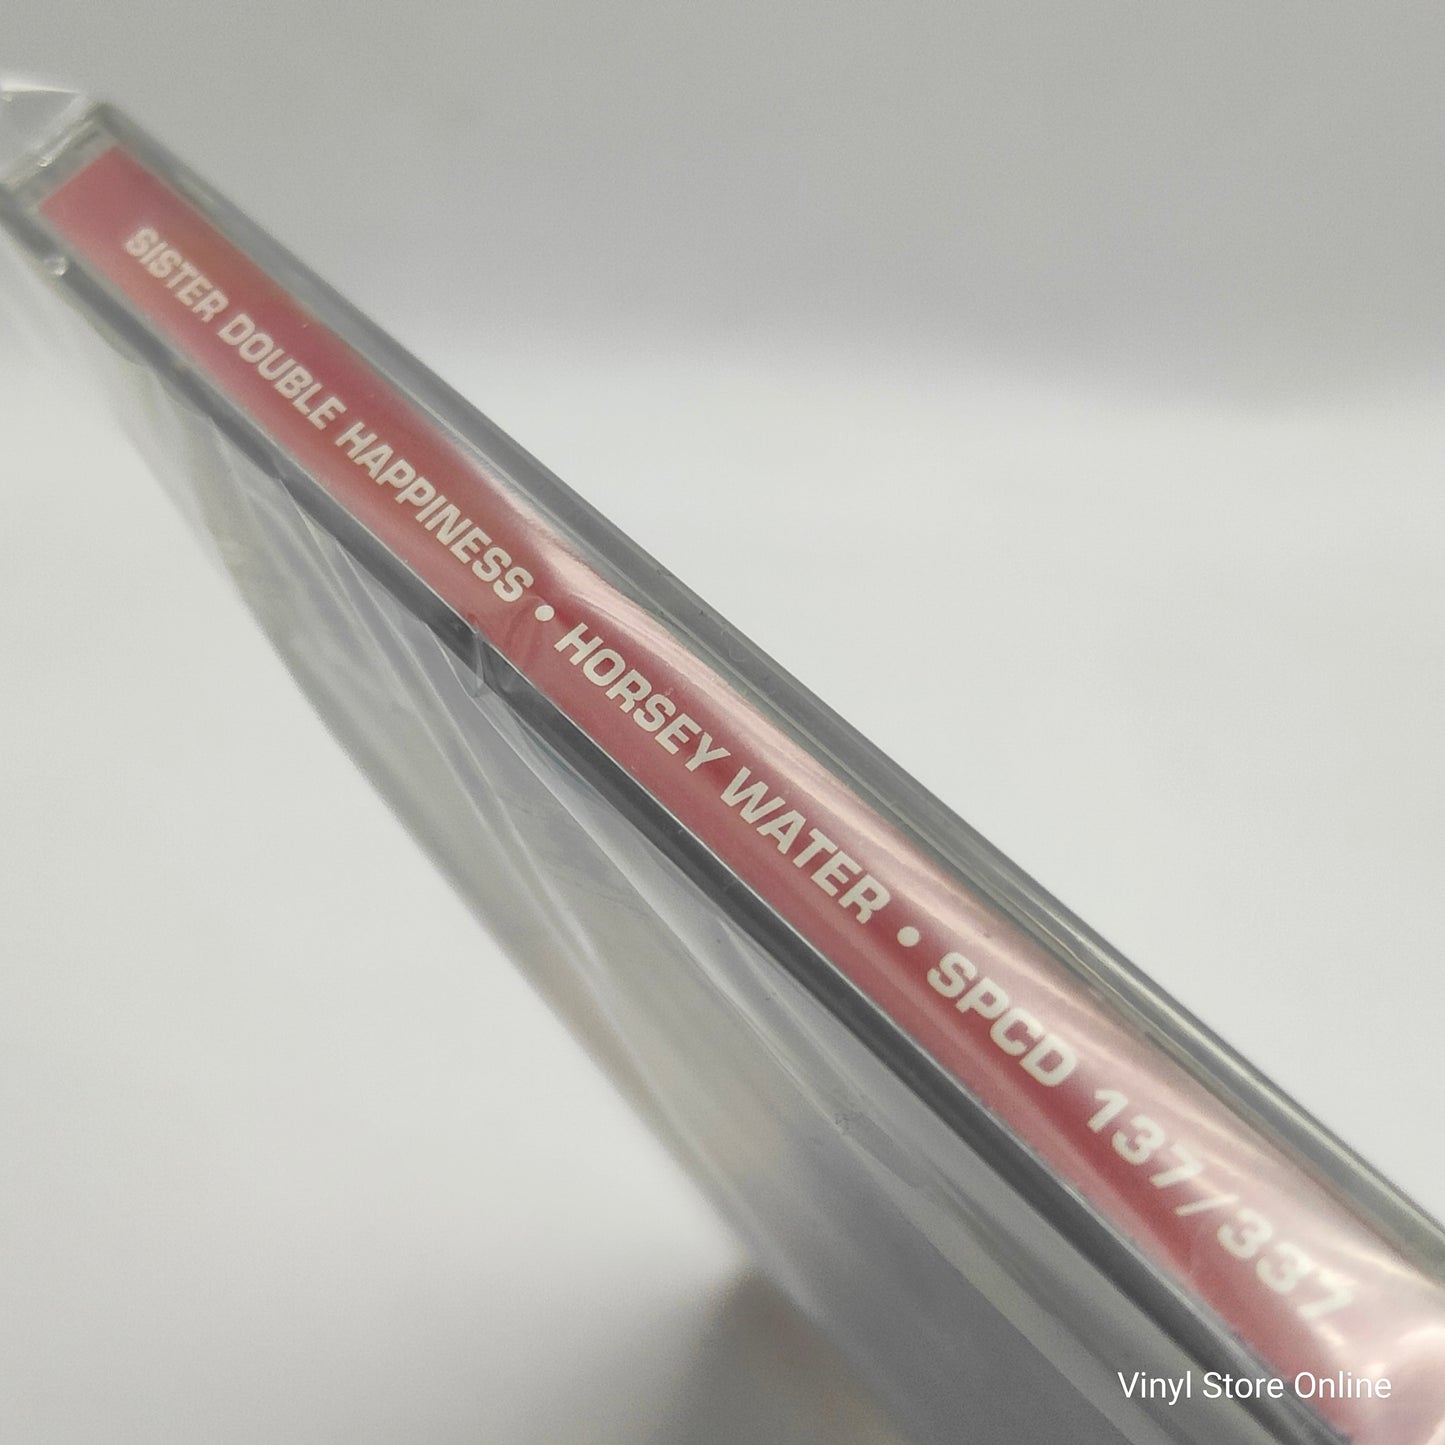 SISTER DOUBLE HAPPINESS • HORSEY WATER • SPCD 137/337
Vinyl Store Online